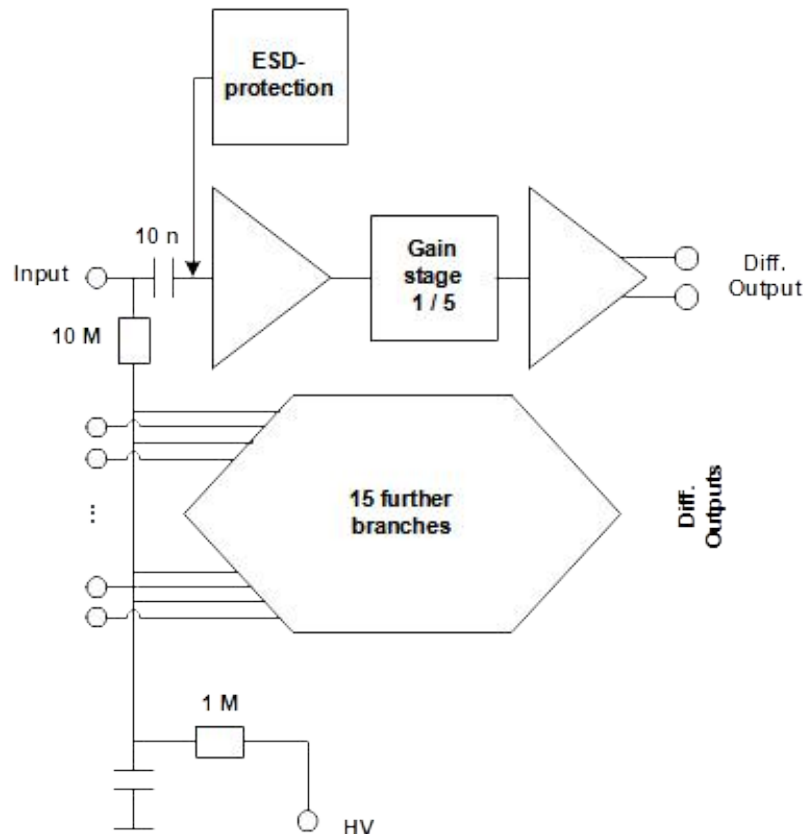 ESD-
protection
10 n
Input
Gain
stage
1 / 5
Diff.
Output
10 M
...
15 further
branches
Diff.
Outputs
1 M
HV